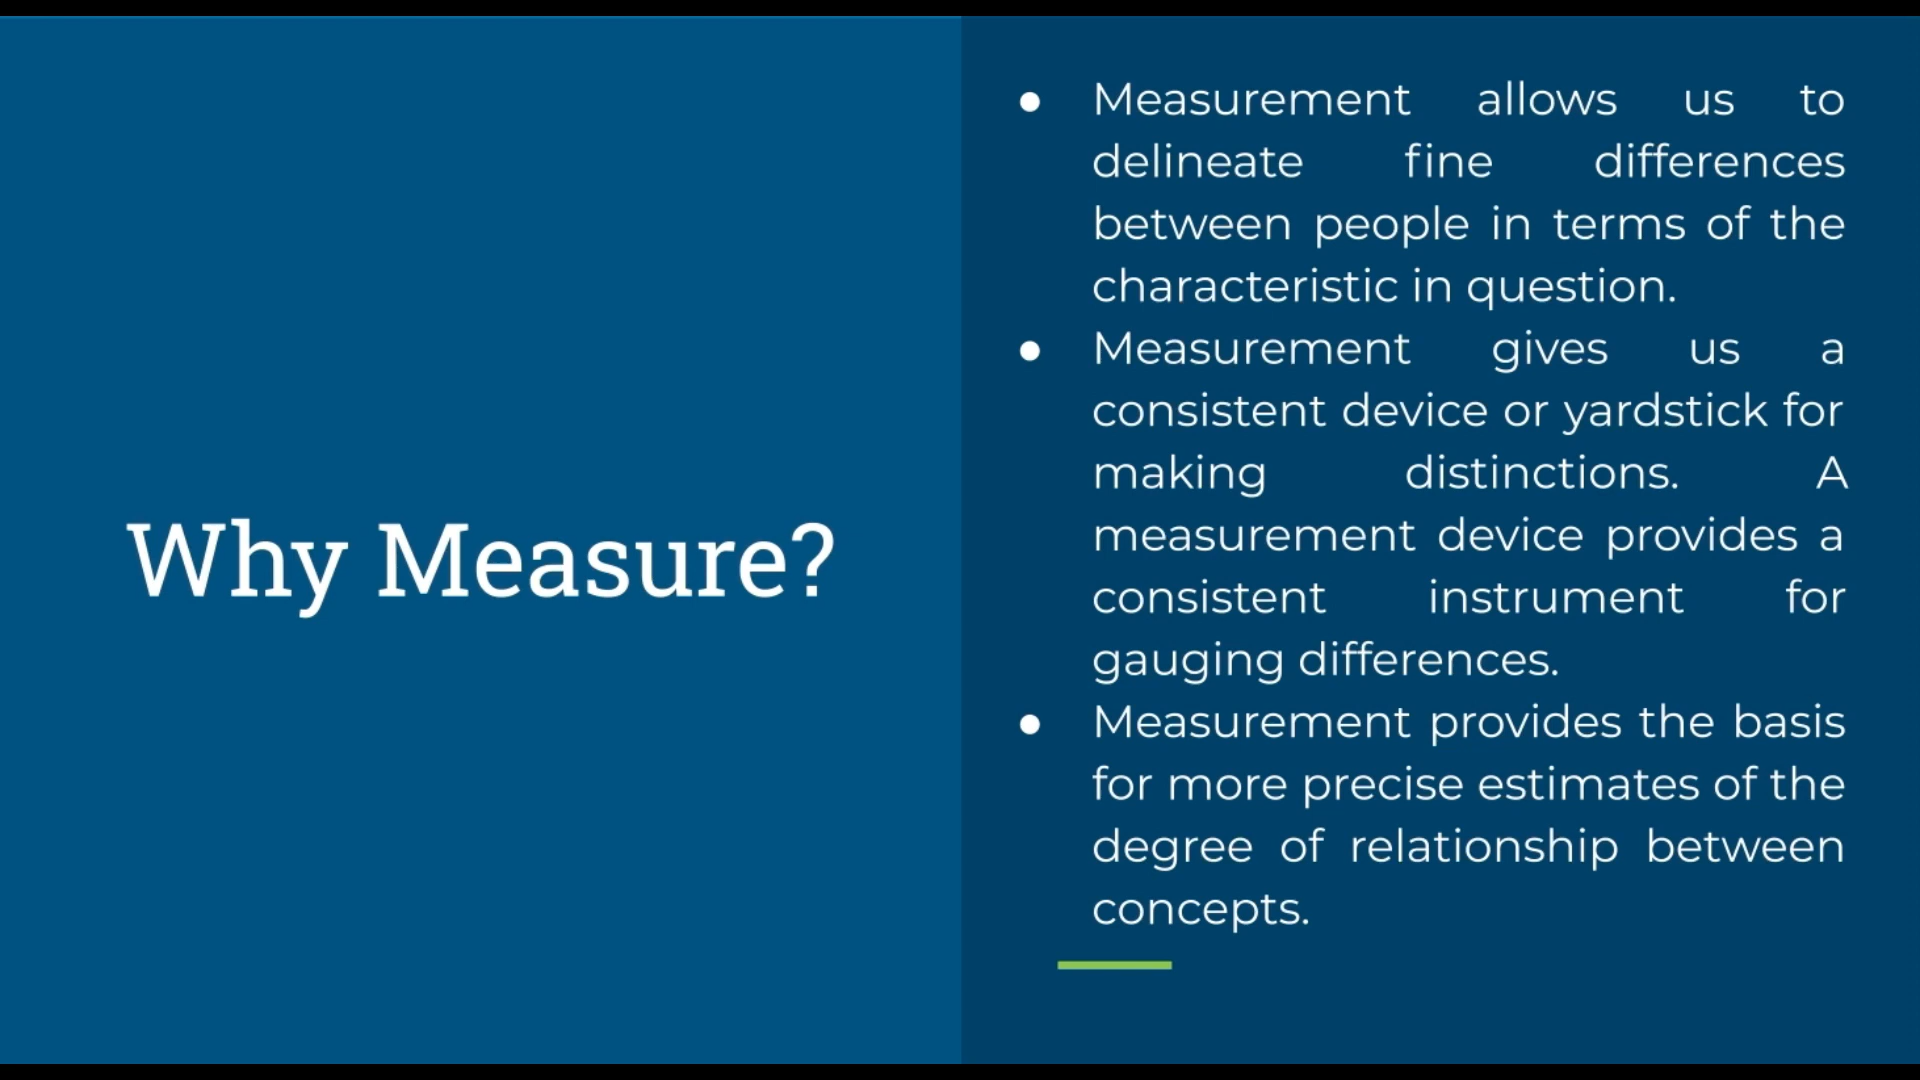 Why Measure?
● Measurement allows us to
delineate fine differences
between people in terms of the
characteristic in question.
● Measurement gives us a
consistent device or yardstick for
making distinctions. A
measurement device provides a
consistent instrument for
gauging differences.
● Measurement provides the basis
for more precise estimates of the
degree of relationship between
concepts.